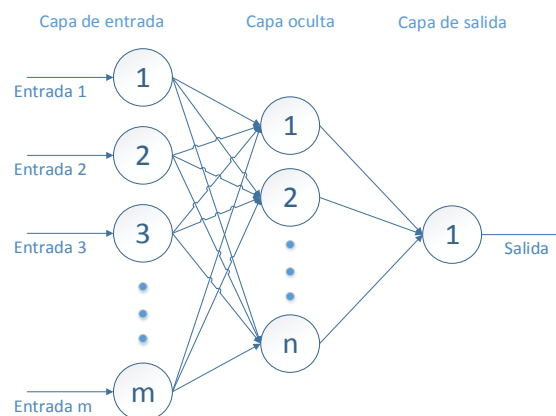 Capa de entrada
Capa oculta
Capa de salida
1
Entrada 1
1
2
Entrada 2
2
3
Entrada 3
1
Salida
n
m
Entrada m